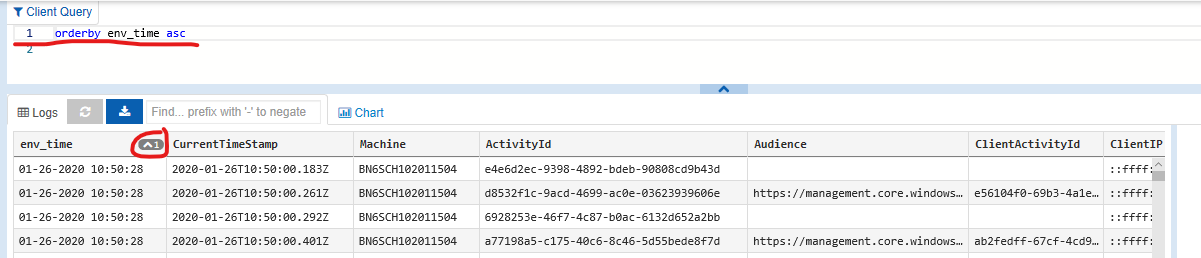 Client Query
1 orderby env_time asc
2
Logs Find... prefix with '-' to negate Chart
env_time 1 CurrentTimeStamp Machine ActivityId Audience ClientActivityId ClientIP
01-26-2020 10:50:28 2020-01-26T10:50:00.183Z BN6SCH102011504 e4e6d2ec-9398-4892-bdeb-90808cd9b43d ::ffff:
01-26-2020 10:50:28 2020-01-26T10:50:00.261Z BN6SCH102011504 d8532f1c-9acd-4699-ac0e-03623939606e https://management.core.windows… e56104f0-69b3-4a1e… ::ffff:
01-26-2020 10:50:28 2020-01-26T10:50:00.292Z BN6SCH102011504 6928253e-46f7-4c87-b0ac-6132d652a2bb ::ffff:
01-26-2020 10:50:28 2020-01-26T10:50:00.401Z BN6SCH102011504 a77198a5-c175-40c6-8c46-5d55bede8f7d https://management.core.windows… ab2fedff-67cf-4cd9… ::ffff: